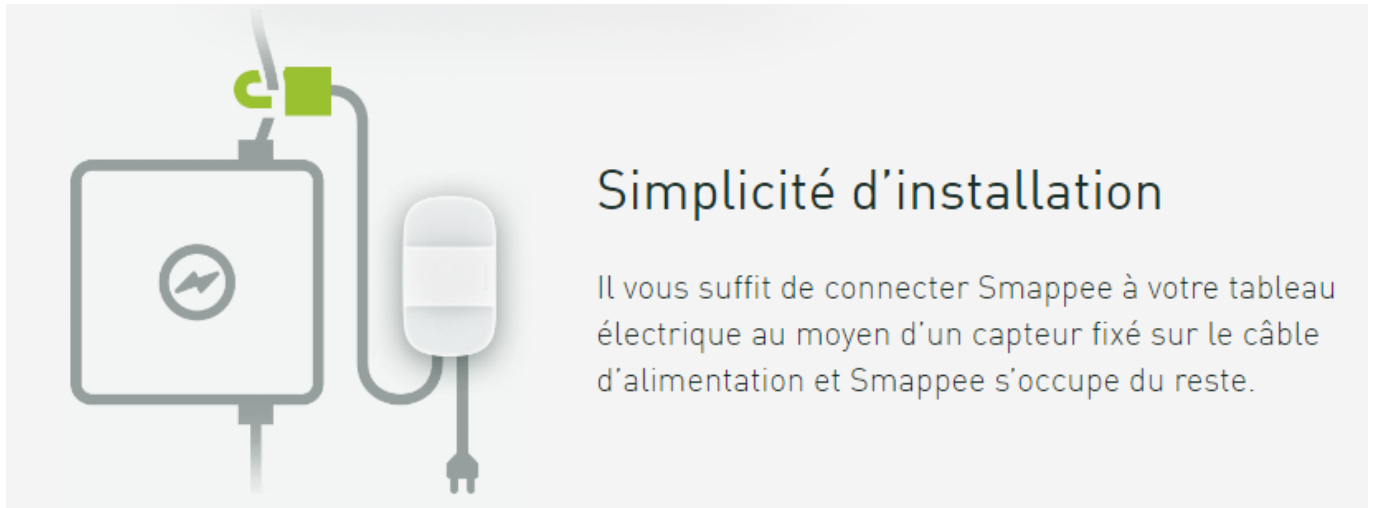 Simplicité d’installation
Il vous suffit de connecter Smappee à votre tableau
électrique au moyen d’un capteur fixé sur le câble
d’alimentation et Smappee s’occupe du reste.